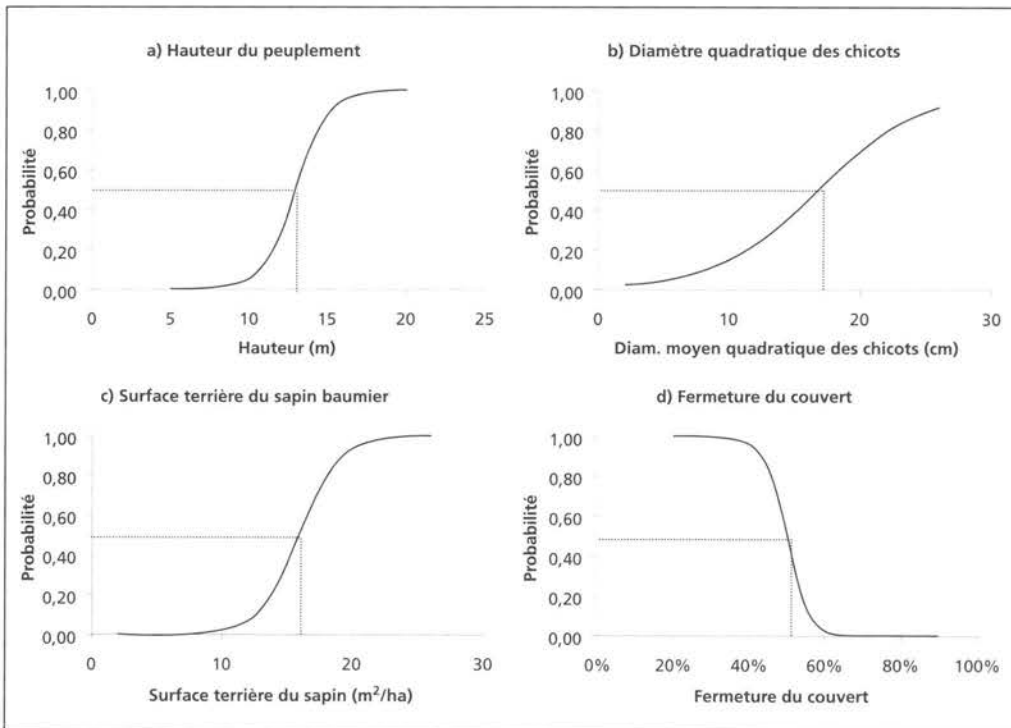 a) Hauteur du peuplement
1,00
0,80
0,60
0,40
0,20
0,00
Probabilité
0 5 10 15 20 25
Hauteur (m)
b) Diamètre quadratique des chicots
1,00
0,80
0,60
0,40
0,20
0,00
Probabilité
0 10 20 30
Diam. moyen quadratique des chicots (cm)
c) Surface terrière du sapin baumier
1,00
0,80
0,60
0,40
0,20
0,00
Probabilité
0 10 20 30
Surface terrière du sapin (m²/ha)
d) Fermeture du couvert
1,00
0,80
0,60
0,40
0,20
0,00
Probabilité
0% 20% 40% 60% 80% 100%
Fermeture du couvert